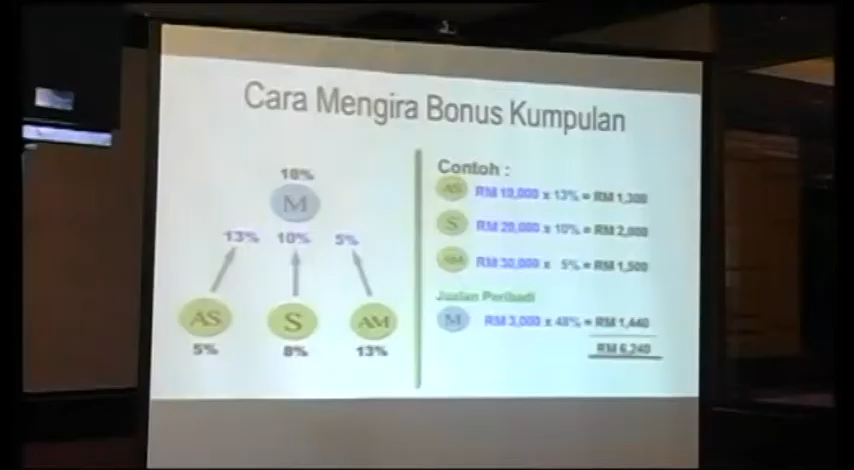 Cara Mengira Bonus Kumpulan
18%
M
13% 10% 5%
AS S AM
5% 8% 13%
Contoh :
AS RM 10,000 x 13% = RM 1,300
S RM 20,000 x 10% = RM 2,000
AM RM 30,000 x 5% = RM 1,500
Jualan Peribadi
M RM 3,000 x 48% = RM 1,440
RM 6,240